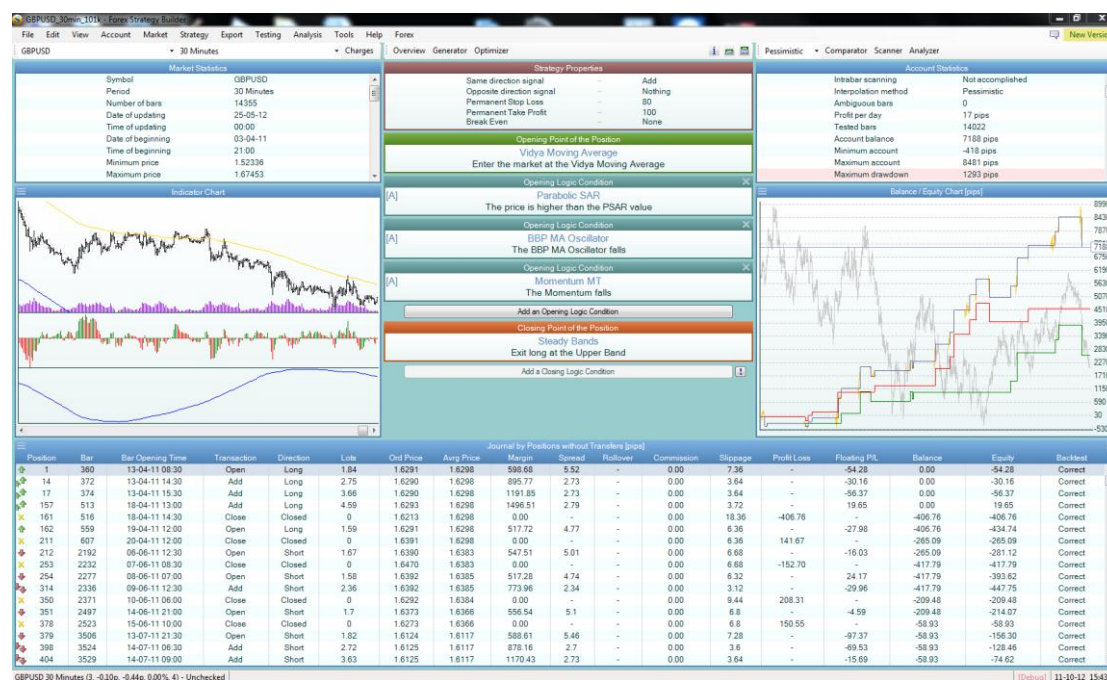 GBPUSD_30min_101k - Forex Strategy Builder
File Edit View Account Market Strategy Export Testing Analysis Tools Help Forex New Versio
GBPUSD 30 Minutes Charges Overview Generator Optimizer Pessimistic Comparator Scanner Analyzer
Market Statistics
Symbol GBPUSD
Period 30 Minutes
Number of bars 14355
Date of updating 25-05-12
Time of updating 00:00
Date of beginning 03-04-11
Time of beginning 21:00
Minimum price 1.52336
Maximum price 1.67453
Strategy Properties
Same direction signal - Add
Opposite direction signal - Nothing
Permanent Stop Loss - 80
Permanent Take Profit - 100
Break Even - None
Opening Point of the Position
Vidya Moving Average
Enter the market at the Vidya Moving Average
Opening Logic Condition
[A] Parabolic SAR
The price is higher than the PSAR value
Opening Logic Condition
[A] BBP MA Oscillator
The BBP MA Oscillator falls
Opening Logic Condition
[A] Momentum MT
The Momentum falls
Add an Opening Logic Condition
Closing Point of the Position
Steady Bands
Exit long at the Upper Band
Add a Closing Logic Condition
Account Statistics
Intrabar scanning Not accomplished
Interpolation method Pessimistic
Ambiguous bars 0
Profit per day 17 pips
Tested bars 14022
Account balance 7188 pips
Minimum account -418 pips
Maximum account 8481 pips
Maximum drawdown 1293 pips
Indicator Chart
Balance / Equity Chart [pips]
8990
8430
7870
7188
6750
6190
5630
5070
4510
3950
3390
2830
2270
1710
1150
590
30
-530
Journal by Positions without Transfers [pips]
Position Bar Bar Opening Time Transaction Direction Lots Ord Price Avrg Price Margin Spread Rollover Commission Slippage Profit Loss Floating P/L Balance Equity Backtest
1 360 13-04-11 08:30 Open Long 1.84 1.6291 1.6298 598.68 5.52 - 0.00 7.36 - -54.28 0.00 -54.28 Correct
14 372 13-04-11 14:30 Add Long 2.75 1.6290 1.6298 895.77 2.73 - 0.00 3.64 - -30.16 0.00 -30.16 Correct
17 374 13-04-11 15:30 Add Long 3.66 1.6290 1.6298 1191.85 2.73 - 0.00 3.64 - -56.37 0.00 -56.37 Correct
157 513 18-04-11 13:00 Add Long 4.59 1.6293 1.6298 1496.51 2.79 - 0.00 3.72 - 19.65 0.00 19.65 Correct
161 516 18-04-11 14:30 Close Closed 0 1.6213 1.6298 0.00 - - 0.00 18.36 -406.76 - -406.76 -406.76 Correct
162 559 19-04-11 12:00 Open Long 1.59 1.6291 1.6298 517.72 4.77 - 0.00 6.36 - -27.98 -406.76 -434.74 Correct
211 607 20-04-11 12:00 Close Closed 0 1.6391 1.6298 0.00 - - 0.00 6.36 141.67 - -265.09 -265.09 Correct
212 2192 06-06-11 12:30 Open Short 1.67 1.6390 1.6383 547.51 5.01 - 0.00 6.68 - -16.03 -265.09 -281.12 Correct
253 2232 07-06-11 08:30 Close Closed 0 1.6470 1.6383 0.00 - - 0.00 6.68 -152.70 - -417.79 -417.79 Correct
254 2277 08-06-11 07:00 Open Short 1.58 1.6392 1.6385 517.28 4.74 - 0.00 6.32 - 24.17 -417.79 -393.62 Correct
314 2336 09-06-11 12:30 Add Short 2.36 1.6392 1.6385 773.96 2.34 - 0.00 3.12 - -29.96 -417.79 -447.75 Correct
350 2371 10-06-11 06:00 Close Closed 0 1.6292 1.6384 0.00 - - 0.00 9.44 208.31 - -209.48 -209.48 Correct
351 2497 14-06-11 21:00 Open Short 1.7 1.6373 1.6366 556.54 5.1 - 0.00 6.8 - -4.59 -209.48 -214.07 Correct
378 2523 15-06-11 10:00 Close Closed 0 1.6273 1.6366 0.00 - - 0.00 6.8 150.55 - -58.93 -58.93 Correct
379 3506 13-07-11 21:30 Open Short 1.82 1.6124 1.6117 588.61 5.46 - 0.00 7.28 - -97.37 -58.93 -156.30 Correct
398 3524 14-07-11 06:30 Add Short 2.72 1.6125 1.6117 878.16 2.7 - 0.00 3.6 - -69.53 -58.93 -128.46 Correct
404 3529 14-07-11 09:00 Add Short 3.63 1.6125 1.6117 1170.43 2.73 - 0.00 3.64 - -15.69 -58.93 -74.62 Correct
GBPUSD 30 Minutes (3, -0.10p, -0.44p, 0.00%, 4) - Unchecked [Debug] 11-10-12 15:43